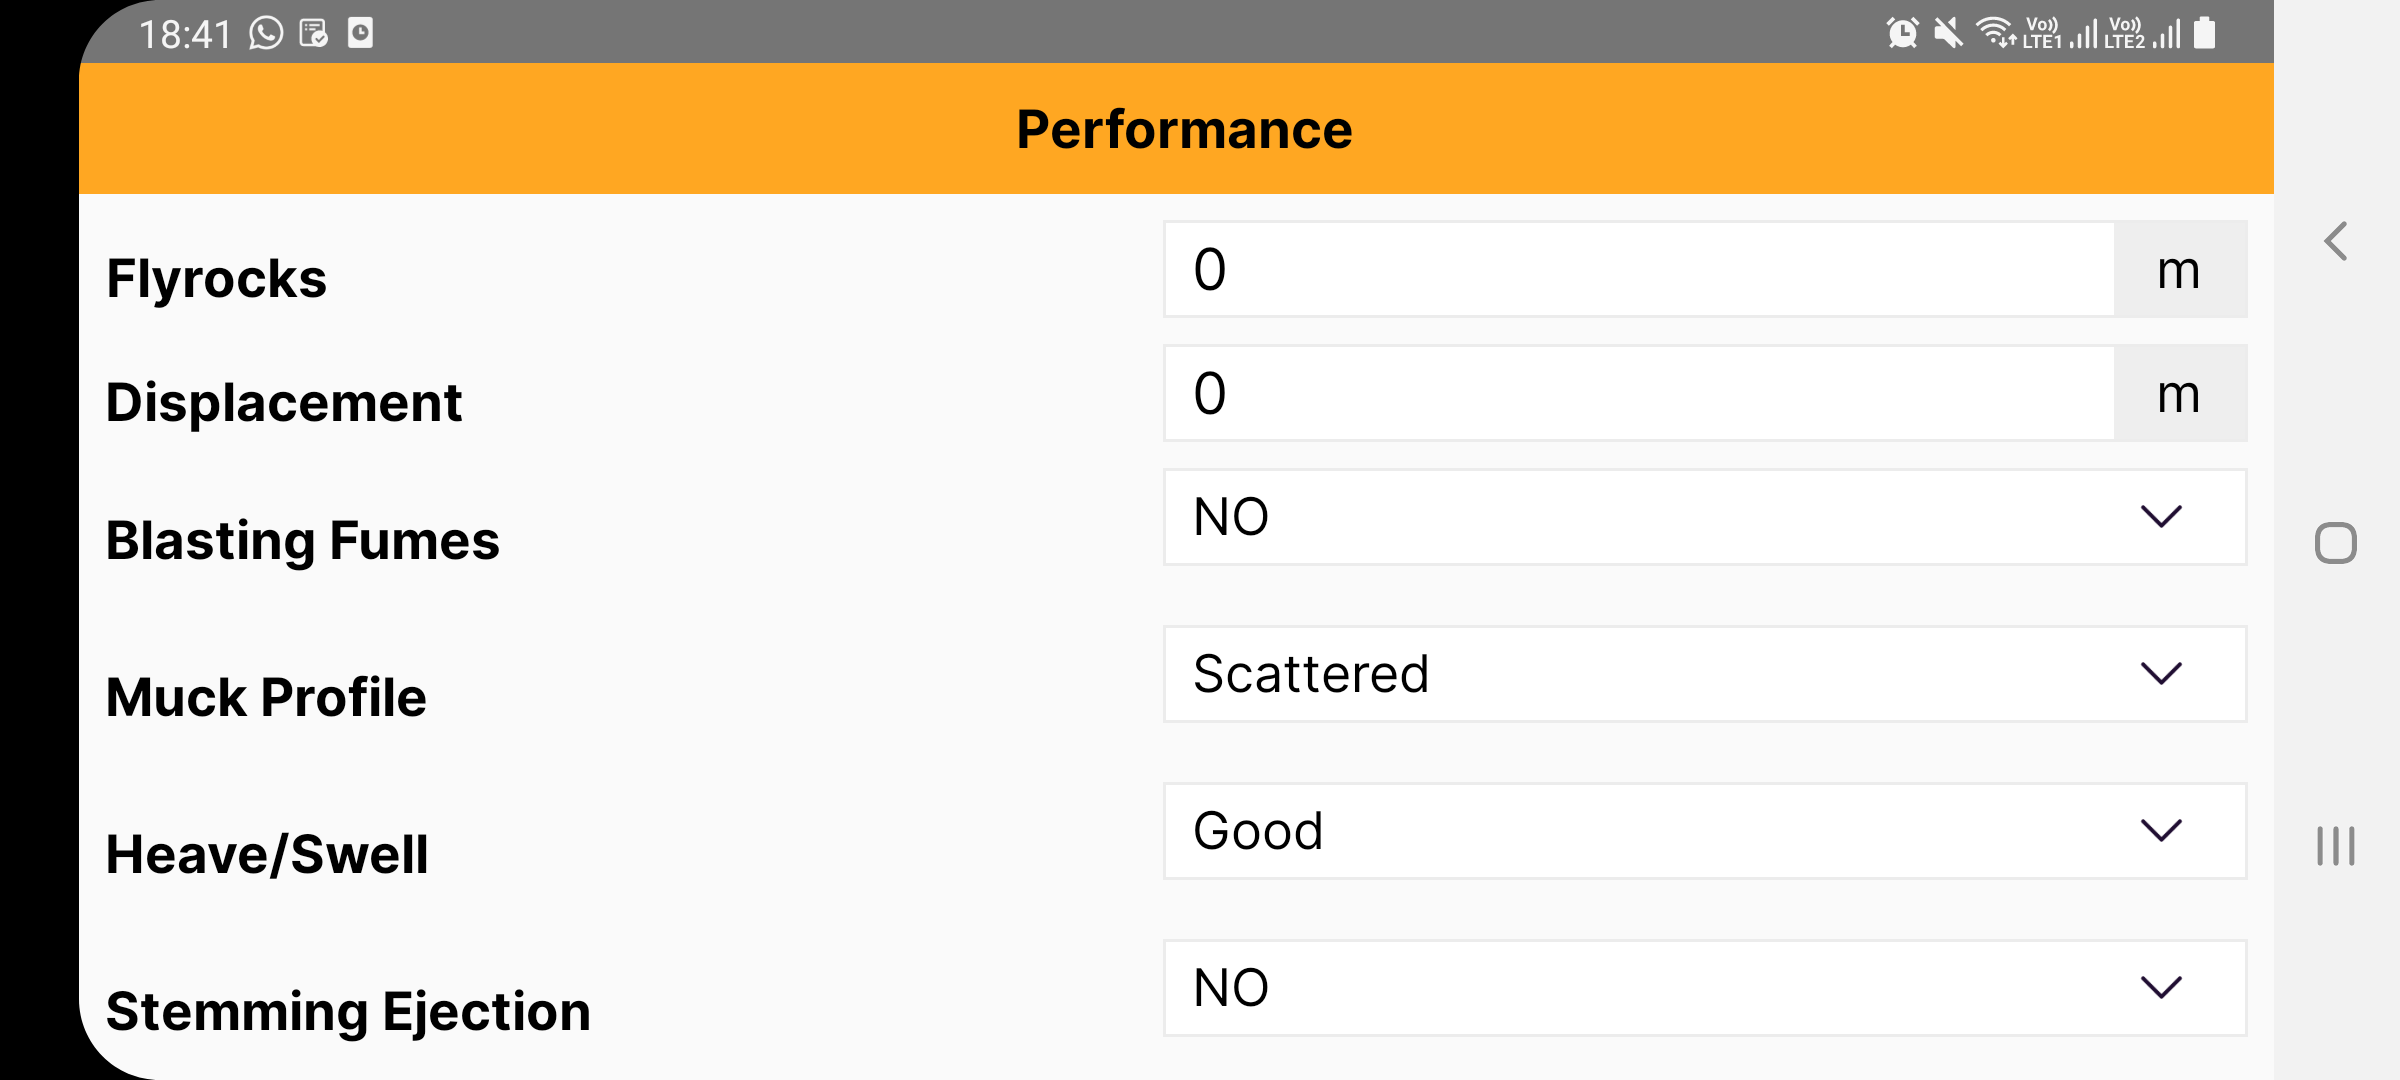 18:41 Vo)) LTE1 Vo)) LTE2
Performance
Flyrocks 0 m
Displacement 0 m
Blasting Fumes NO
Muck Profile Scattered
Heave/Swell Good
Stemming Ejection NO